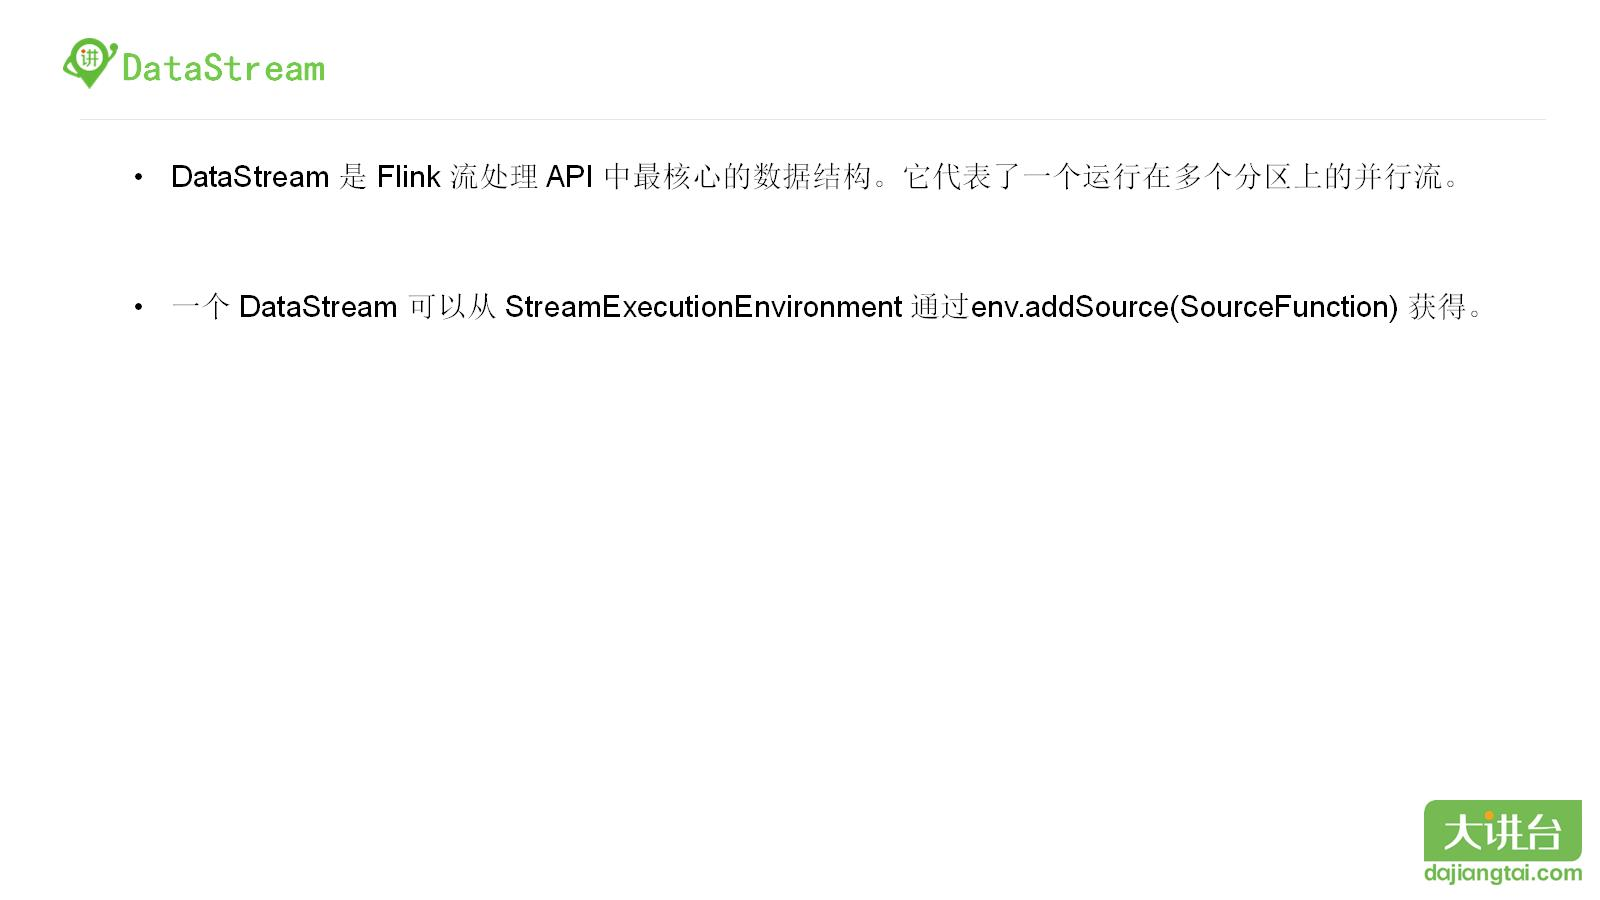 讲 DataStream
• DataStream 是 Flink 流处理 API 中最核心的数据结构。它代表了一个运行在多个分区上的并行流。
• 一个 DataStream 可以从 StreamExecutionEnvironment 通过env.addSource(SourceFunction) 获得。
大讲台
dajiangtai.com